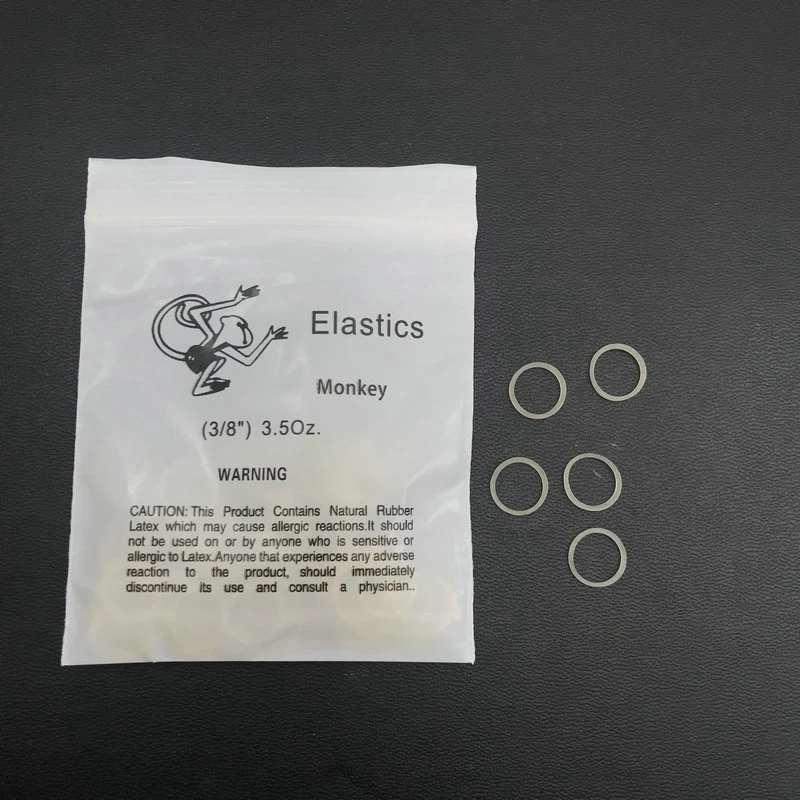 Elastics
Monkey
(3/8") 3.5Oz.
WARNING
CAUTION: This Product Contains Natural Rubber
Latex which may cause allergic reactions.It should
not be used on or by anyone who is sensitive or
allergic to Latex.Anyone that experiences any adverse
reaction to the product, should immediately
discontinue its use and consult a physician..